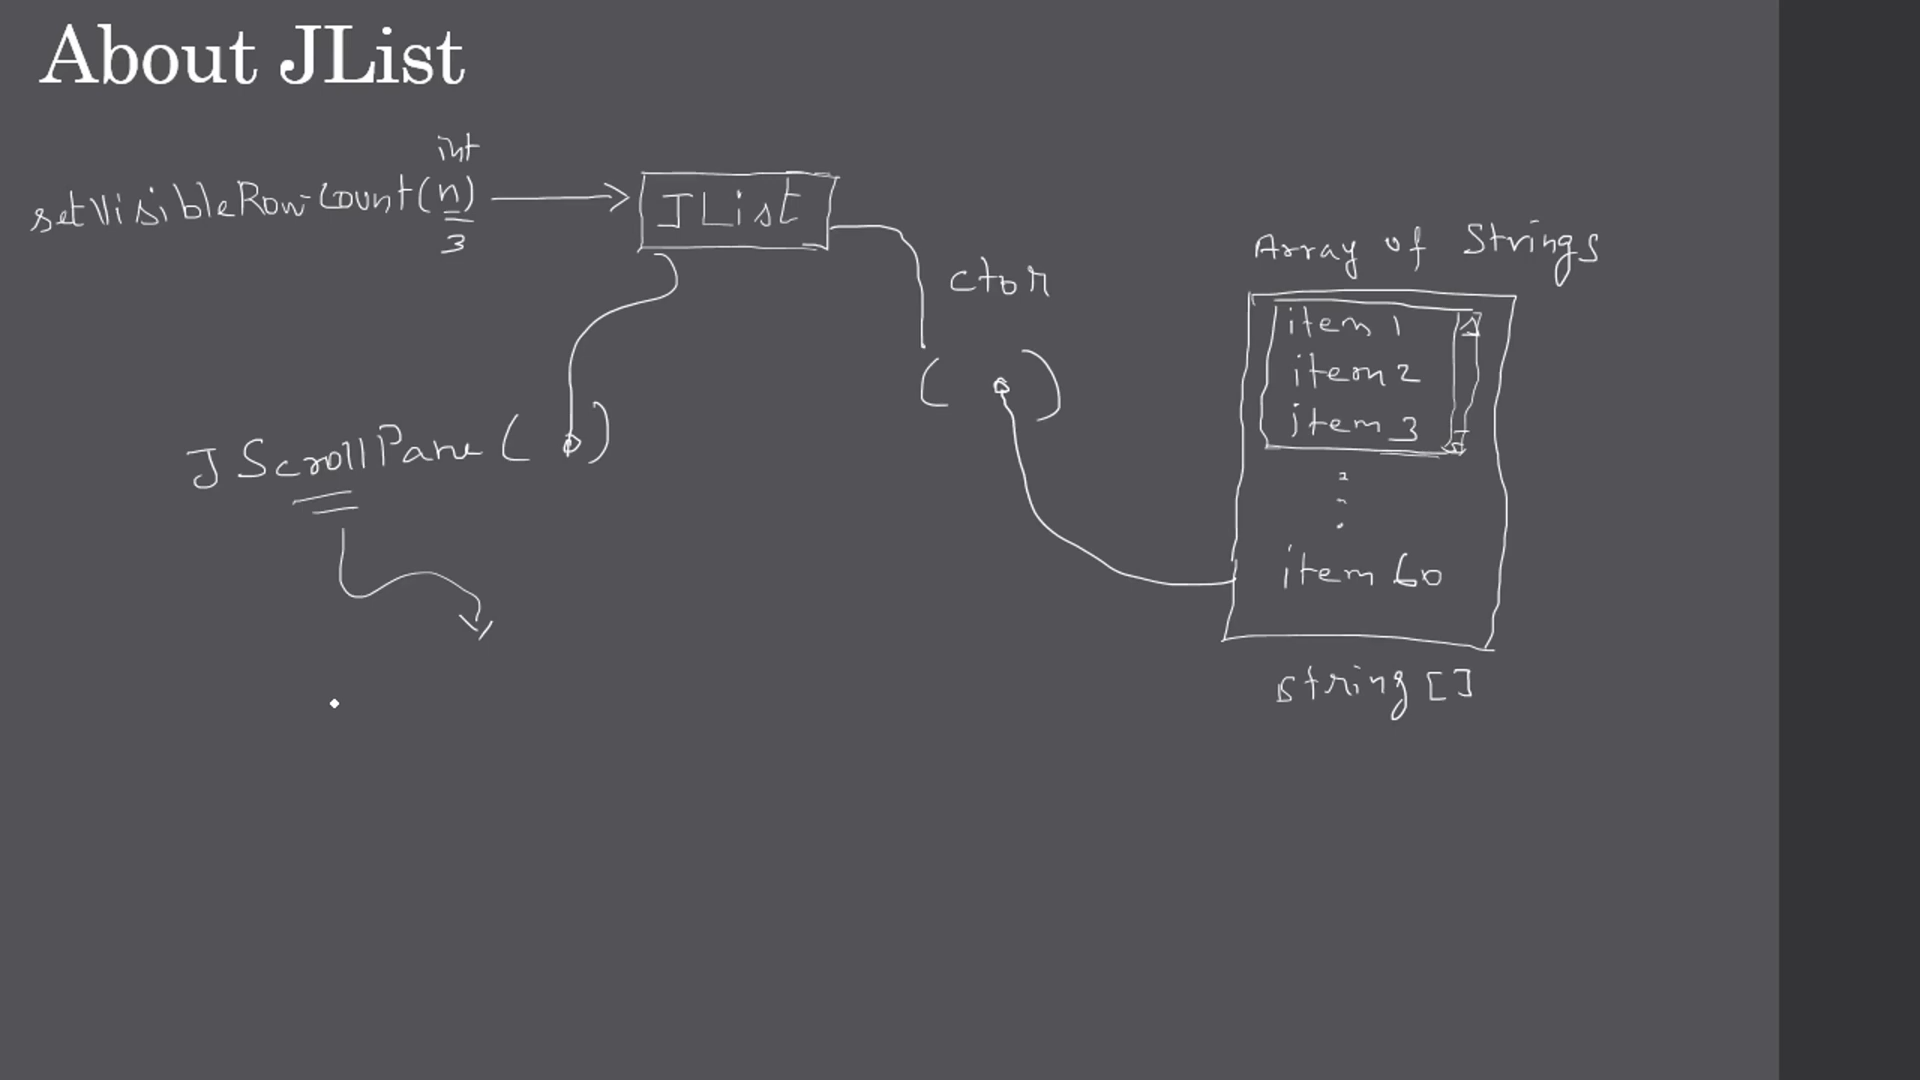 About JList
int
setVisibleRowCount(n)
3
JList
ctor
( )
JScrollPane( )
Array of Strings
item 1
item 2
item 3
item 60
string []